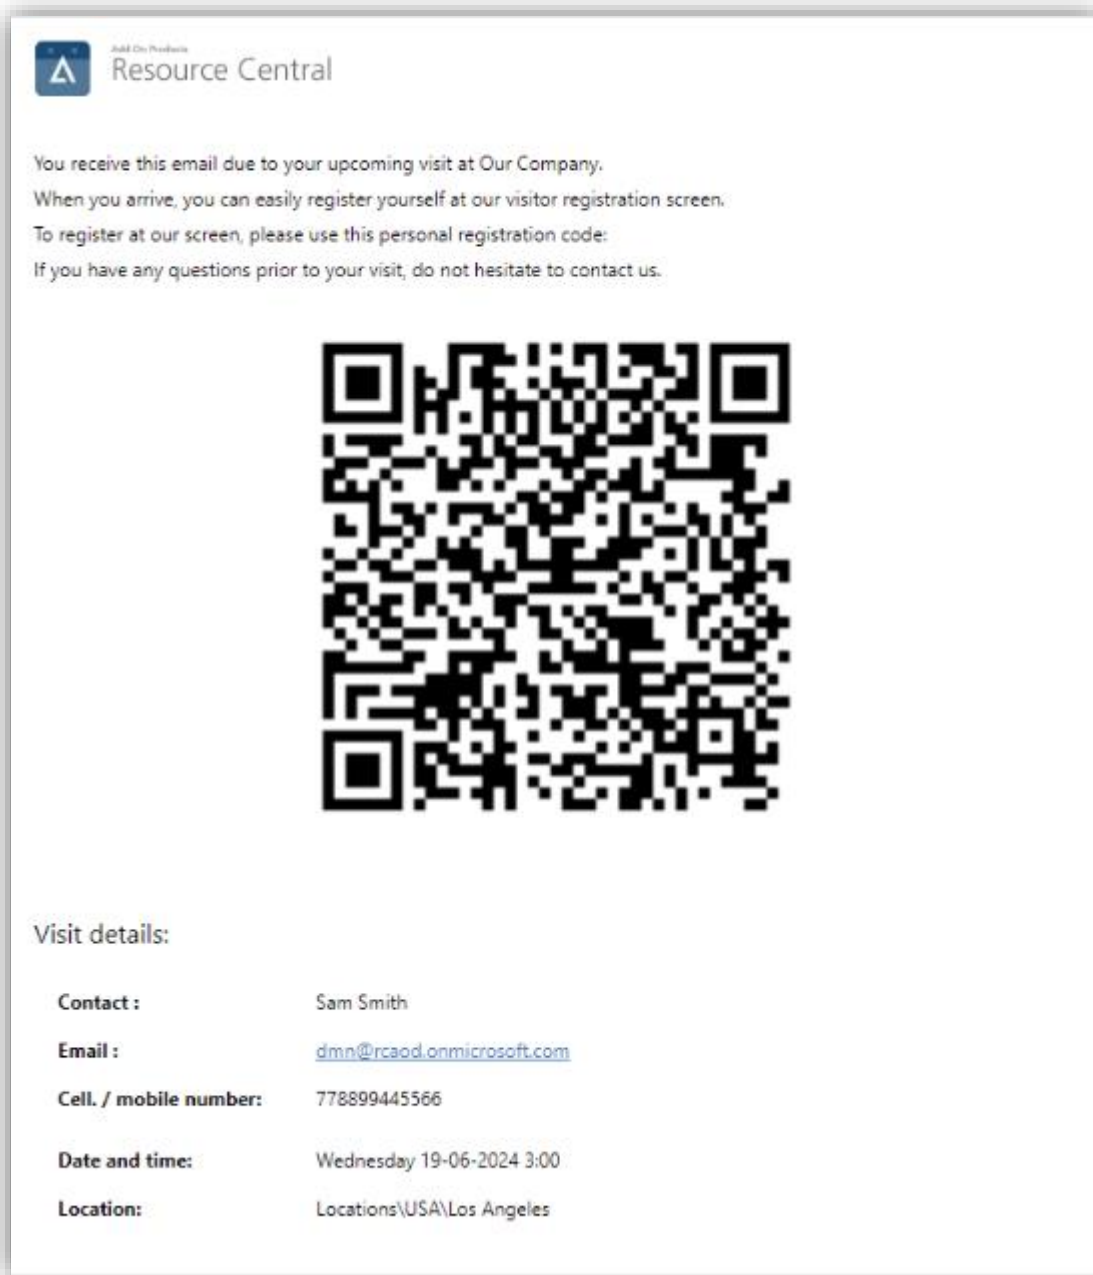 Add-On Products
Resource Central
You receive this email due to your upcoming visit at Our Company.
When you arrive, you can easily register yourself at our visitor registration screen.
To register at our screen, please use this personal registration code:
If you have any questions prior to your visit, do not hesitate to contact us.
Visit details:
Contact : Sam Smith
Email : dmn@rcaod.onmicrosoft.com
Cell. / mobile number: 778899445566
Date and time: Wednesday 19-06-2024 3:00
Location: Locations\USA\Los Angeles